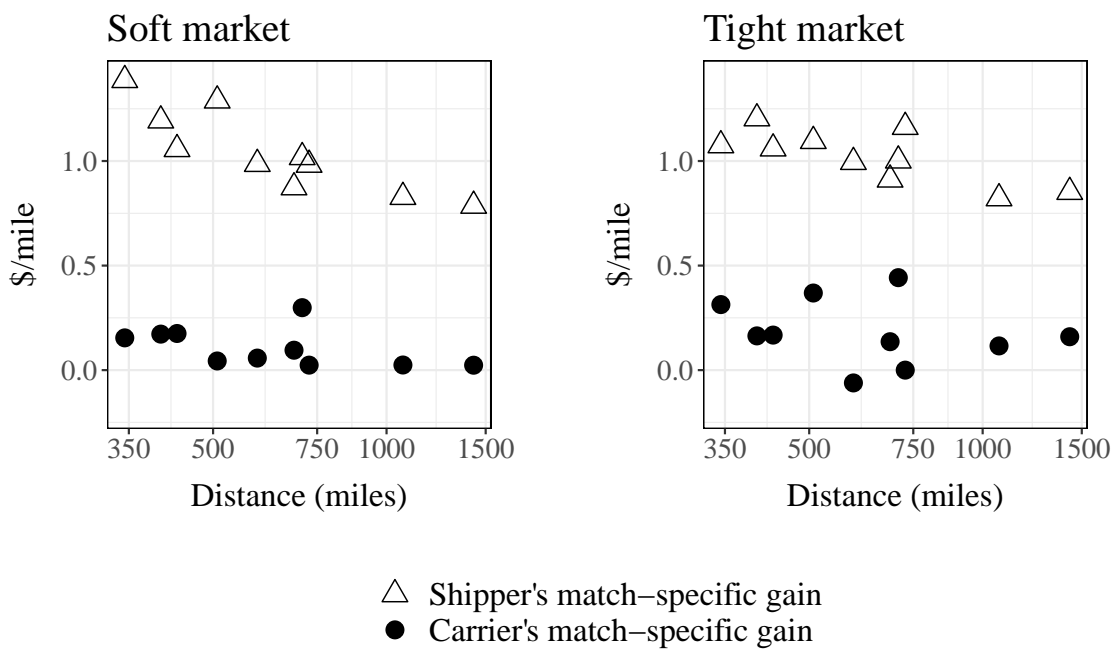 Soft market
Tight market
$/mile
1.0
0.5
0.0
350 500 750 1000 1500
Distance (miles)
$/mile
1.0
0.5
0.0
350 500 750 1000 1500
Distance (miles)
Shipper's match−specific gain
Carrier's match−specific gain